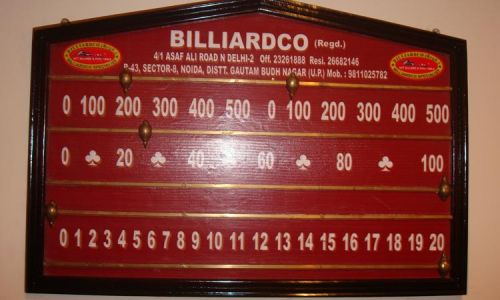 BILLIARDCO (Regd.)
4/1 ASAF ALI ROAD N DELHI-2 Off. 23261888 Resi. 26682146
P-43, SECTOR-8, NOIDA, DISTT. GAUTAM BUDH NAGAR (U.P.) Mob. : 9811025782
0 100 200 300 400 500 0 100 200 300 400 500
0 ♣ 20 ♣ 40 ♣ 60 ♣ 80 ♣ 100
0 1 2 3 4 5 6 7 8 9 10 11 12 13 14 15 16 17 18 19 20